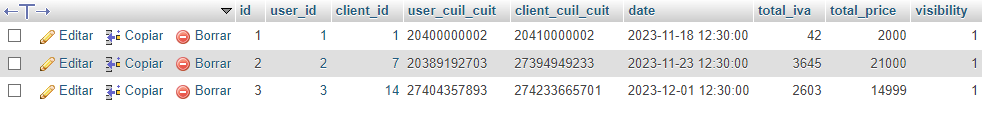 id user_id client_id user_cuil_cuit client_cuil_cuit date total_iva total_price visibility
Editar Copiar Borrar 1 1 1 20400000002 20410000002 2023-11-18 12:30:00 42 2000 1
Editar Copiar Borrar 2 2 7 20389192703 27394949233 2023-11-23 12:30:00 3645 21000 1
Editar Copiar Borrar 3 3 14 27404357893 274233665701 2023-12-01 12:30:00 2603 14999 1